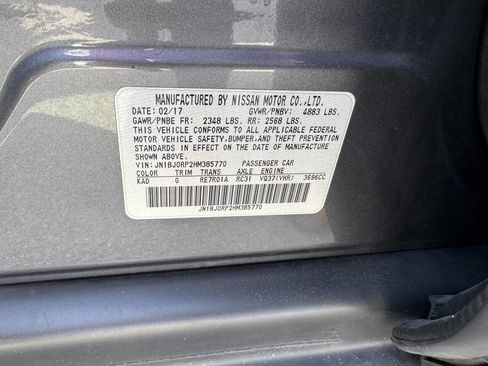 MANUFACTURED BY NISSAN MOTOR CO.,LTD.
DATE: 02/17 GVWR/PNBV: 4883 LBS.
GAWR/PNBE FR: 2348 LBS. RR: 2568 LBS.
THIS VEHICLE CONFORMS TO ALL APPLICABLE FEDERAL
MOTOR VEHICLE SAFETY,BUMPER,AND THEFT PREVENTION
STANDARDS IN EFFECT ON THE DATE OF MANUFACTURE
SHOWN ABOVE.
VIN: JN1BJ0RP2HM385770 PASSENGER CAR
COLOR TRIM TRANS AXLE ENGINE
KAD G RE7R01A RC31 VQ37(VHR) 3696CC
JN1BJ0RP2HM385770